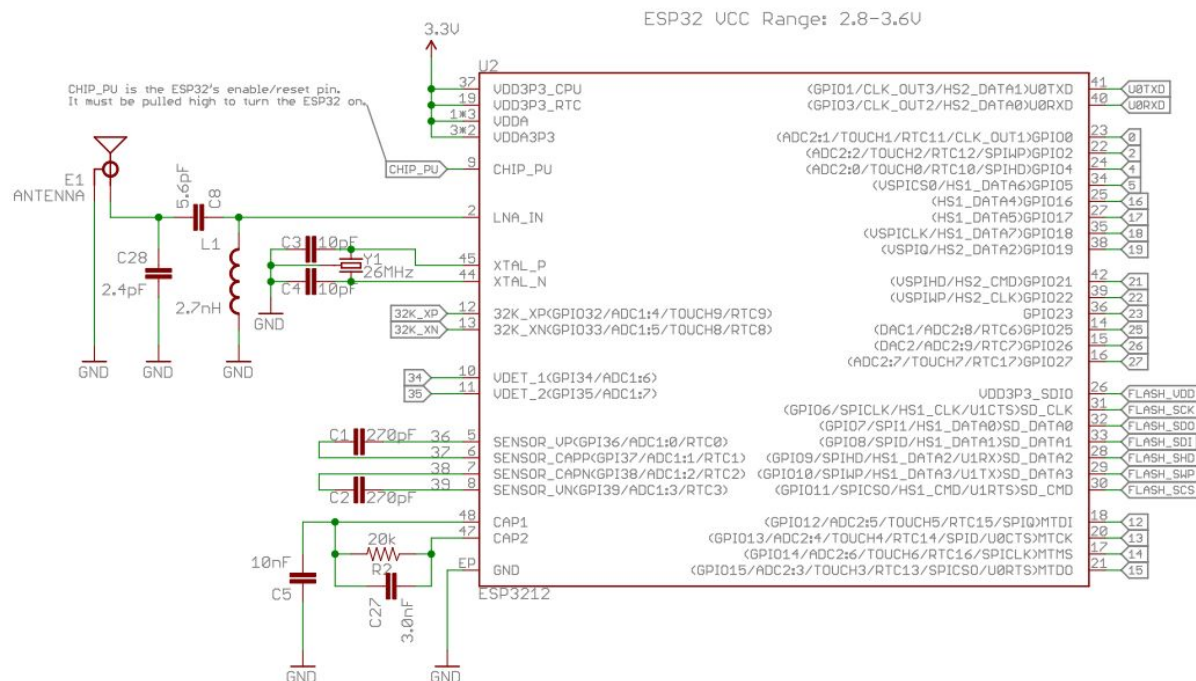 ESP32 VCC Range: 2.8-3.6V
3.3V
U2
CHIP_PU is the ESP32's enable/reset pin.
It must be pulled high to turn the ESP32 on.
37 VDD3P3_CPU
19 VDD3P3_RTC
1*3 VDDA
3*2 VDDA3P3
CHIP_PU 9 CHIP_PU
E1
ANTENNA
5.6pF
C8
2 LNA_IN
L1
2.7nH
C28
2.4pF
C3 10pF
Y1
26MHz
C4 10pF
45 XTAL_P
44 XTAL_N
GND
32K_XP 12 32K_XP(GPIO32/ADC1:4/TOUCH9/RTC9)
32K_XN 13 32K_XN(GPIO33/ADC1:5/TOUCH8/RTC8)
GND
GND
GND
34 10 VDET_1(GPI34/ADC1:6)
35 11 VDET_2(GPI35/ADC1:7)
C1 270pF 36 5 SENSOR_VP(GPI36/ADC1:0/RTC0)
37 6 SENSOR_CAPP(GPI37/ADC1:1/RTC1)
38 7 SENSOR_CAPN(GPI38/ADC1:2/RTC2)
C2 270pF 39 8 SENSOR_VN(GPI39/ADC1:3/RTC3)
48 CAP1
47 CAP2
20k
R2
10nF
C5
C27
3.0nF
EP GND
ESP3212
GND
GND
(GPIO1/CLK_OUT3/HS2_DATA1)U0TXD 41 U0TXD
(GPIO3/CLK_OUT2/HS2_DATA0)U0RXD 40 U0RXD
(ADC2:1/TOUCH1/RTC11/CLK_OUT1)GPIO0 23 0
(ADC2:2/TOUCH2/RTC12/SPIWP)GPIO2 22 2
(ADC2:0/TOUCH0/RTC10/SPIHD)GPIO4 24 4
(VSPICS0/HS1_DATA6)GPIO5 34 5
(HS1_DATA4)GPIO16 25 16
(HS1_DATA5)GPIO17 27 17
(VSPICLK/HS1_DATA7)GPIO18 35 18
(VSPIQ/HS2_DATA2)GPIO19 38 19
(VSPIHD/HS2_CMD)GPIO21 42 21
(VSPIWP/HS2_CLK)GPIO22 39 22
GPIO23 36 23
(DAC1/ADC2:8/RTC6)GPIO25 14 25
(DAC2/ADC2:9/RTC7)GPIO26 15 26
(ADC2:7/TOUCH7/RTC17)GPIO27 16 27
VDD3P3_SDIO 26 FLASH_VDD
(GPIO6/SPICLK/HS1_CLK/U1CTS)SD_CLK 31 FLASH_SCK
(GPIO7/SPI1/HS1_DATA0)SD_DATA0 32 FLASH_SDO
(GPIO8/SPID/HS1_DATA1)SD_DATA1 33 FLASH_SDI
(GPIO9/SPIHD/HS1_DATA2/U1RX)SD_DATA2 28 FLASH_SHD
(GPIO10/SPIWP/HS1_DATA3/U1TX)SD_DATA3 29 FLASH_SWP
(GPIO11/SPICSO/HS1_CMD/U1RTS)SD_CMD 30 FLASH_SCS
(GPIO12/ADC2:5/TOUCH5/RTC15/SPIQ)MTDI 18 12
(GPIO13/ADC2:4/TOUCH4/RTC14/SPID/U0CTS)MTCK 20 13
(GPIO14/ADC2:6/TOUCH6/RTC16/SPICLK)MTMS 17 14
(GPIO15/ADC2:3/TOUCH3/RTC13/SPICSO/U0RTS)MTDO 21 15